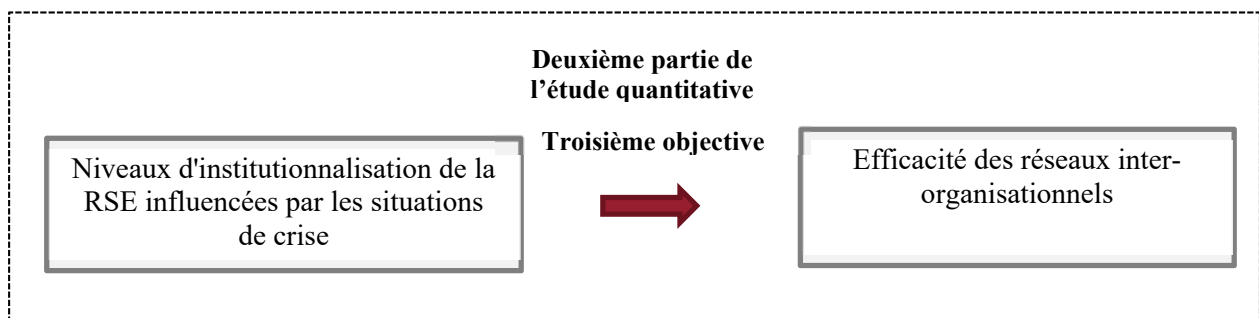 Deuxième partie de
l'étude quantitative
Troisième objective
Niveaux d'institutionnalisation de la
RSE influencées par les situations
de crise
Efficacité des réseaux inter-
organisationnels